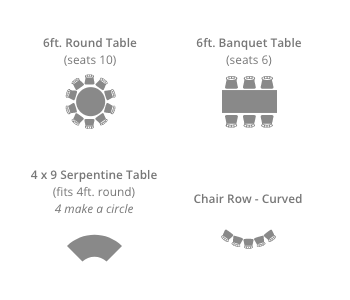 6ft. Round Table
(seats 10)
6ft. Banquet Table
(seats 6)
4 x 9 Serpentine Table
(fits 4ft. round)
4 make a circle
Chair Row - Curved